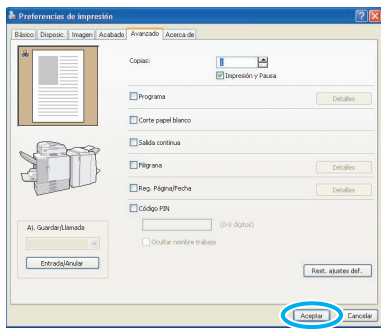 Preferencias de impresión
Básico Disposic. Imagen Acabado Avanzado Acerca de
Copias: 1
Impresión y Pausa
Programa Detalles
Corte papel blanco
Salida continua
Filigrana Detalles
Reg. Página/Fecha Detalles
Código PIN
(0-8 dígitos)
Ocultar nombre trabajo
Aj. Guardar/Llamada
Entrada/Anular
Rest. ajustes def.
Aceptar Cancelar